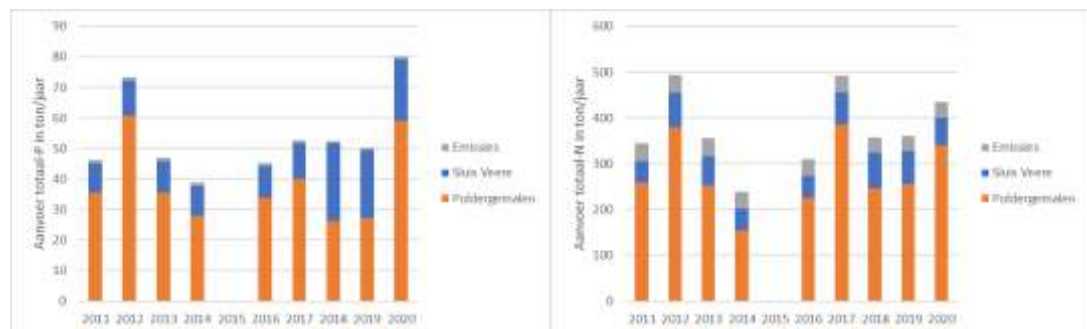 Aanvoer totaal-P in ton/jaar
90
80
70
60
50
40
30
20
10
0
2011 2012 2013 2014 2015 2016 2017 2018 2019 2020
Emissies
Sluis Veere
Poldergemalen
Aanvoer totaal-N in ton/jaar
600
500
400
300
200
100
0
2011 2012 2013 2014 2015 2016 2017 2018 2019 2020
Emissies
Sluis Veere
Poldergemalen